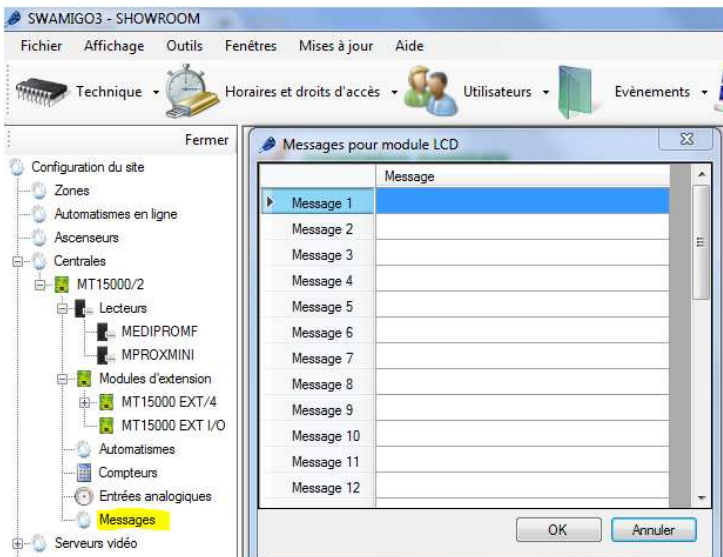 SWAMIGO3 - SHOWROOM
Fichier Affichage Outils Fenêtres Mises à jour Aide
Technique Horaires et droits d'accès Utilisateurs Evènements
Fermer
Configuration du site
Zones
Automatismes en ligne
Ascenseurs
Centrales
MT15000/2
Lecteurs
MEDIPROMF
MPROXMINI
Modules d'extension
MT15000 EXT/4
MT15000 EXT I/O
Automatismes
Compteurs
Entrées analogiques
Messages
Serveurs vidéo
Messages pour module LCD
Message
Message 1
Message 2
Message 3
Message 4
Message 5
Message 6
Message 7
Message 8
Message 9
Message 10
Message 11
Message 12
OK Annuler